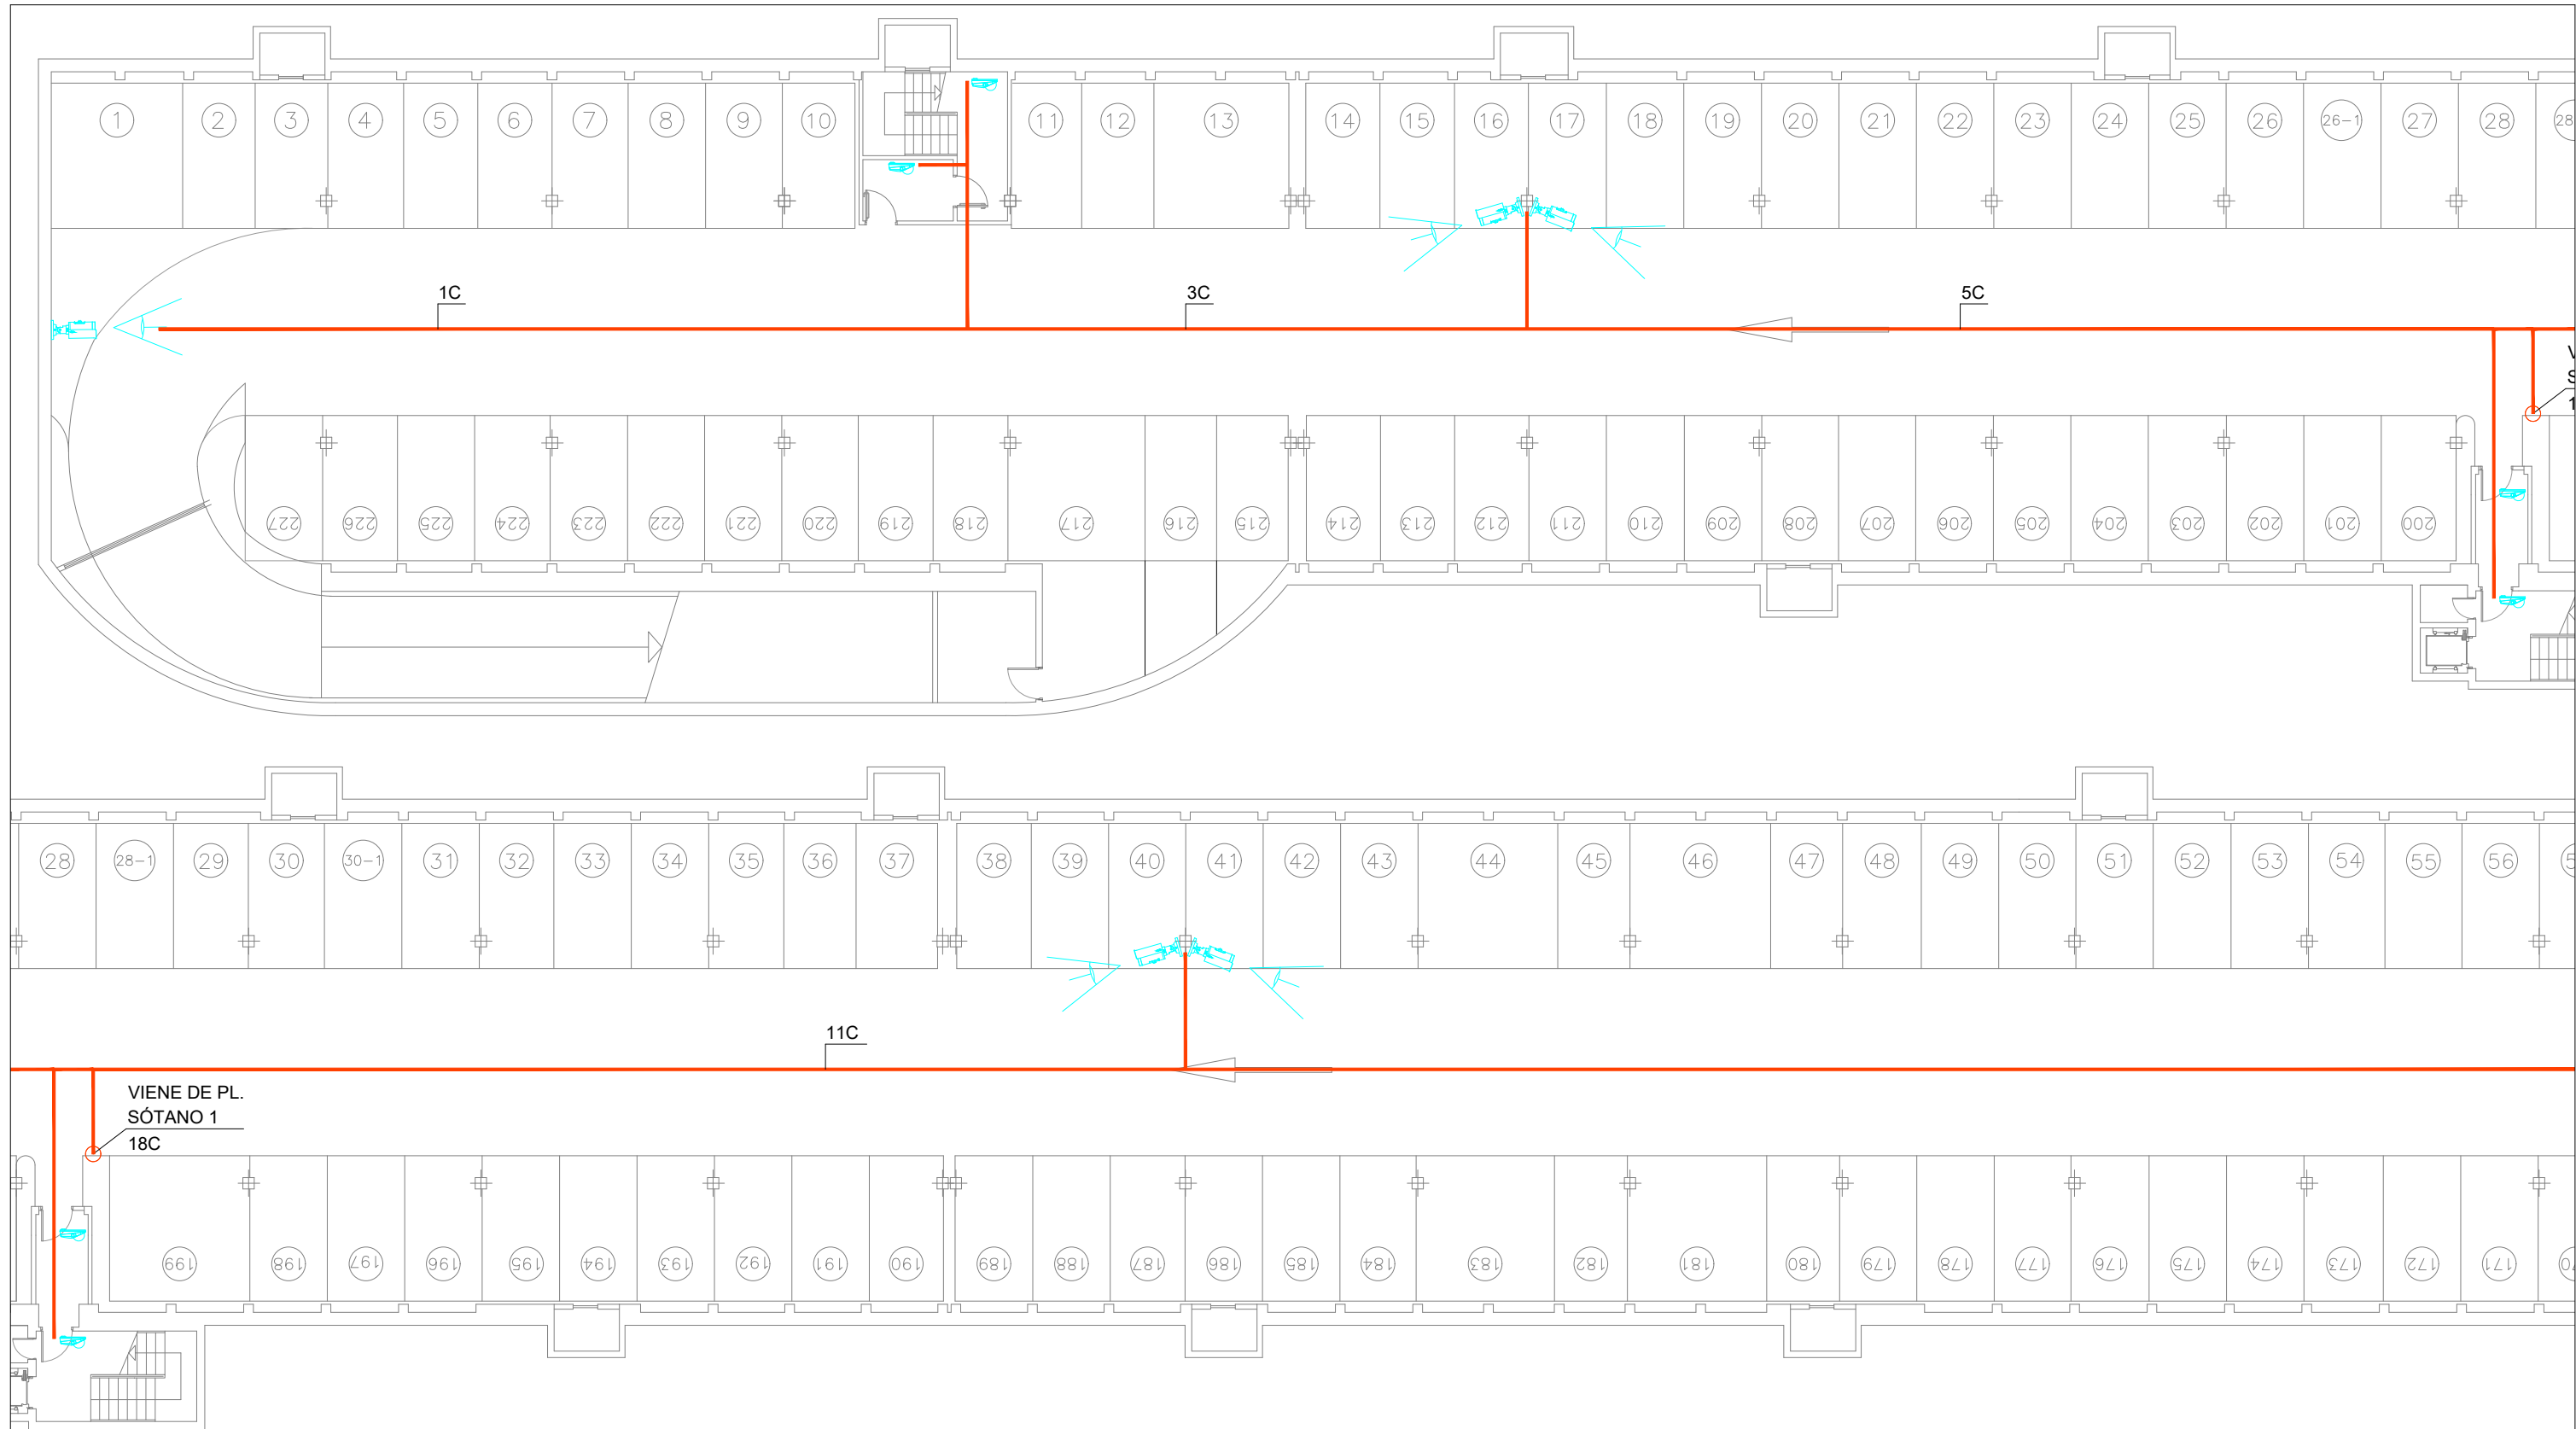 1 2 3 4 5 6 7 8 9 10 11 12 13 14 15 16 17 18 19 20 21 22 23 24 25 26 26-1 27 28 28
1C 3C 5C
V
S
1
227 226 225 224 223 222 221 220 219 218 217 216 215 214 213 212 211 210 209 208 207 206 205 204 203 202 201 200
28 28-1 29 30 30-1 31 32 33 34 35 36 37 38 39 40 41 42 43 44 45 46 47 48 49 50 51 52 53 54 55 56
11C
VIENE DE PL.
SÓTANO 1
18C
199 198 197 196 195 194 193 192 191 190 189 188 187 186 185 184 183 182 181 180 179 178 177 176 175 174 173 172 171